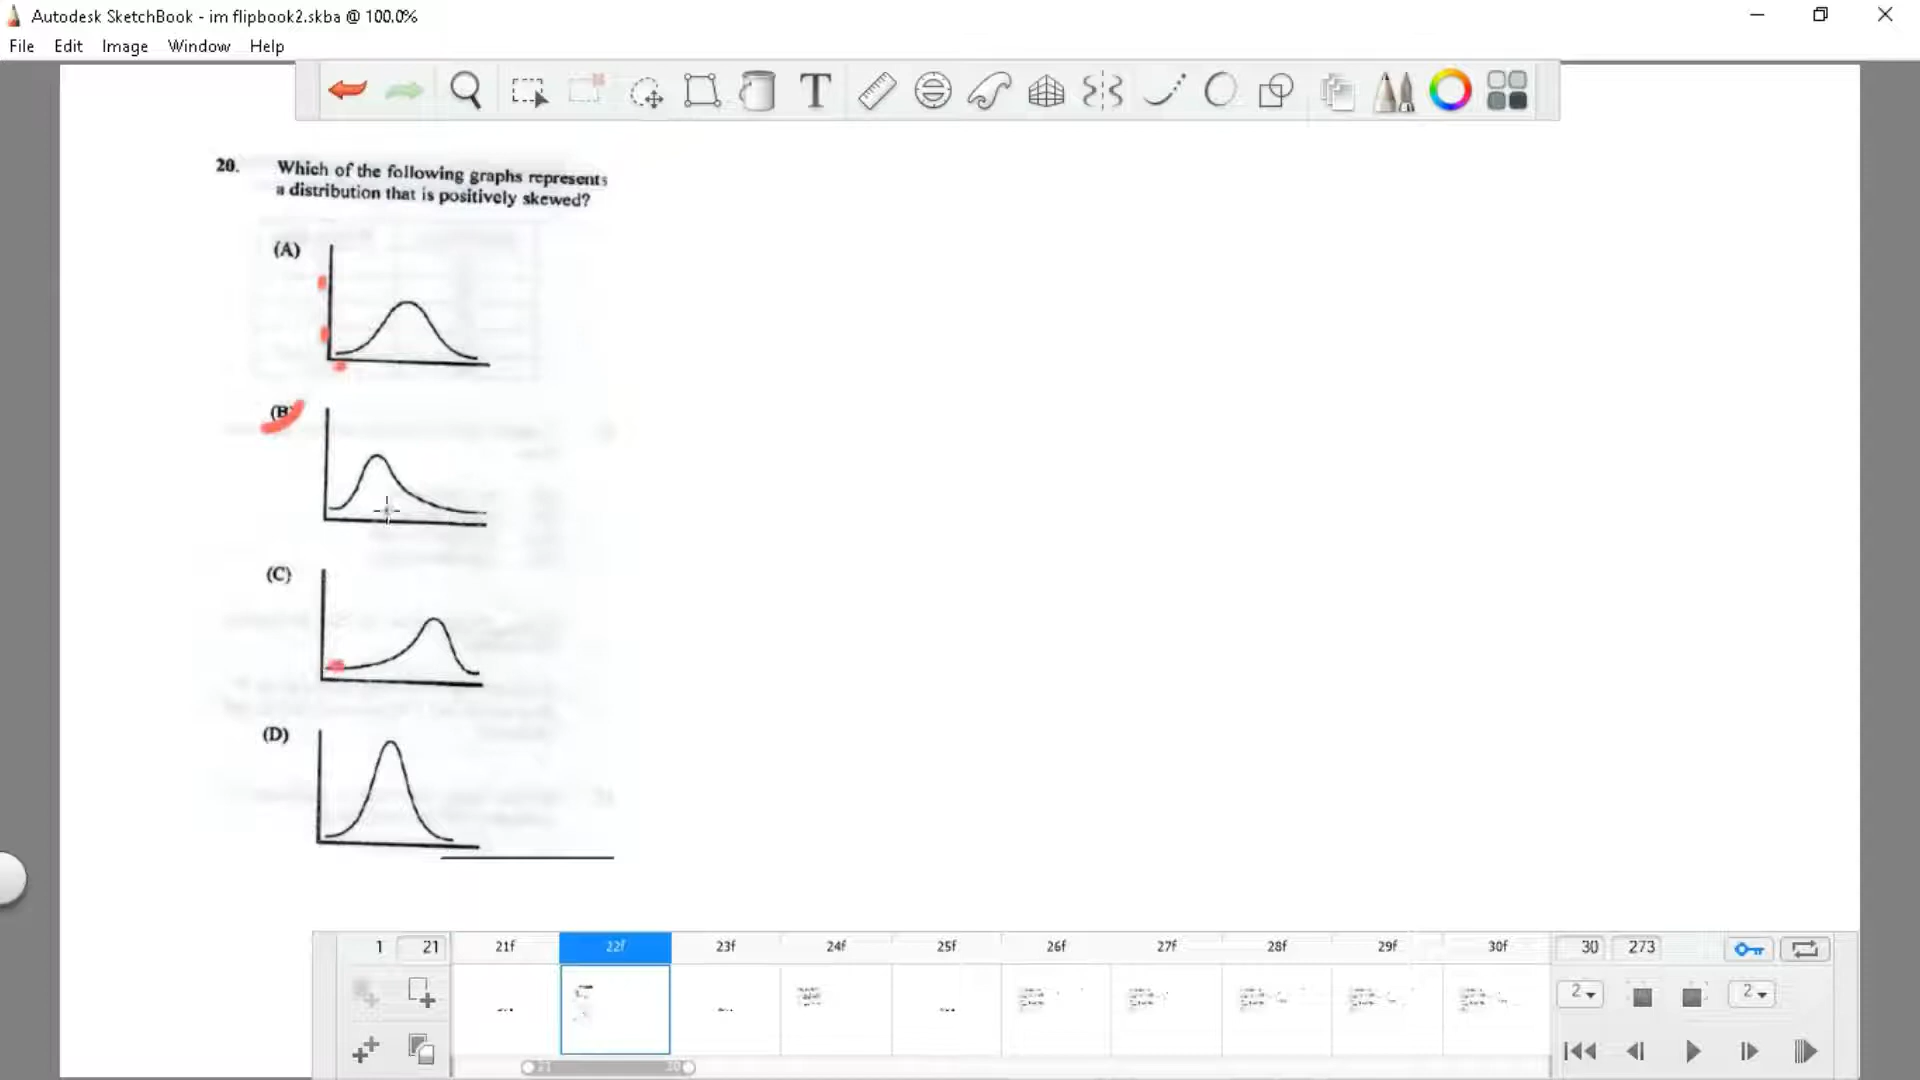 Autodesk SketchBook - im flipbook2.skba @ 100.0%
File Edit Image Window Help
20. Which of the following graphs represents
a distribution that is positively skewed?
(A)
(B)
(C)
(D)
1 21 21f 22f 23f 24f 25f 26f 27f 28f 29f 30f 30 273
2 2
21 30